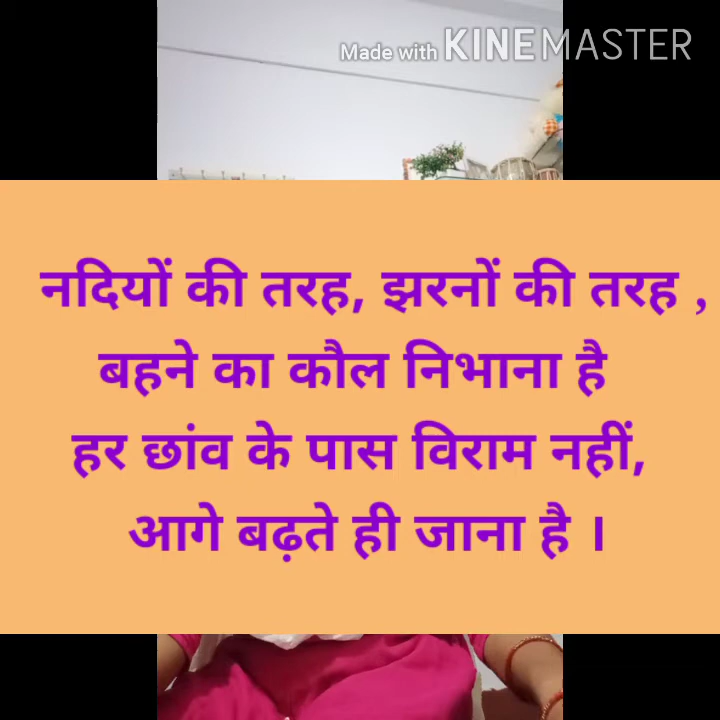 Made with KINEMASTER
नदियों की तरह, झरनों की तरह ,
बहने का कौल निभाना है
हर छांव के पास विराम नहीं,
आगे बढ़ते ही जाना है ।